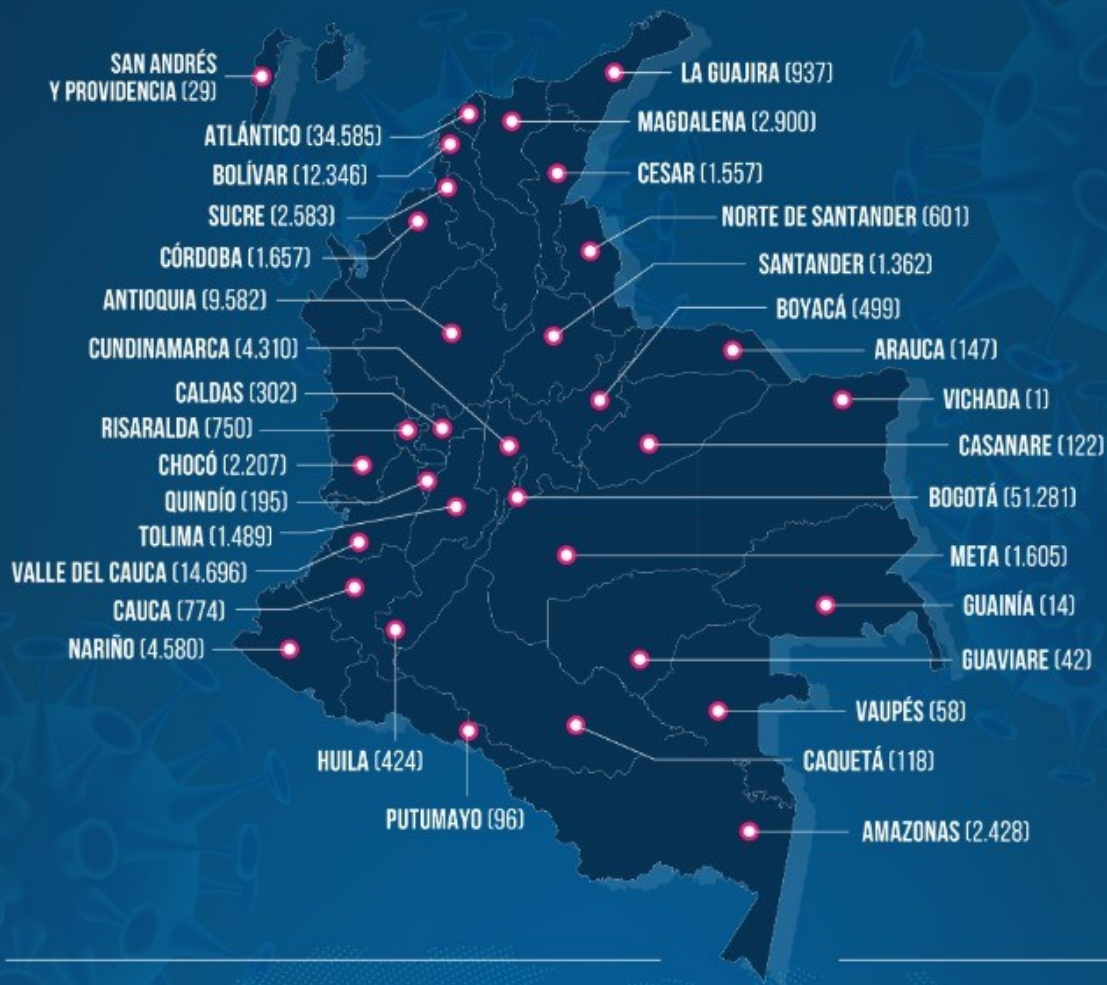 SAN ANDRÉS
Y PROVIDENCIA (29)
ATLÁNTICO (34.585)
BOLÍVAR (12.346)
SUCRE (2.583)
CÓRDOBA (1.657)
ANTIOQUIA (9.582)
CUNDINAMARCA (4.310)
CALDAS (302)
RISARALDA (750)
CHOCÓ (2.207)
QUINDÍO (195)
TOLIMA (1.489)
VALLE DEL CAUCA (14.696)
CAUCA (774)
NARIÑO (4.580)
HUILA (424)
PUTUMAYO (96)
LA GUAJIRA (937)
MAGDALENA (2.900)
CESAR (1.557)
NORTE DE SANTANDER (601)
SANTANDER (1.362)
BOYACÁ (499)
ARAUCA (147)
VICHADA (1)
CASANARE (122)
BOGOTÁ (51.281)
META (1.605)
GUAINÍA (14)
GUAVIARE (42)
VAUPÉS (58)
CAQUETÁ (118)
AMAZONAS (2.428)